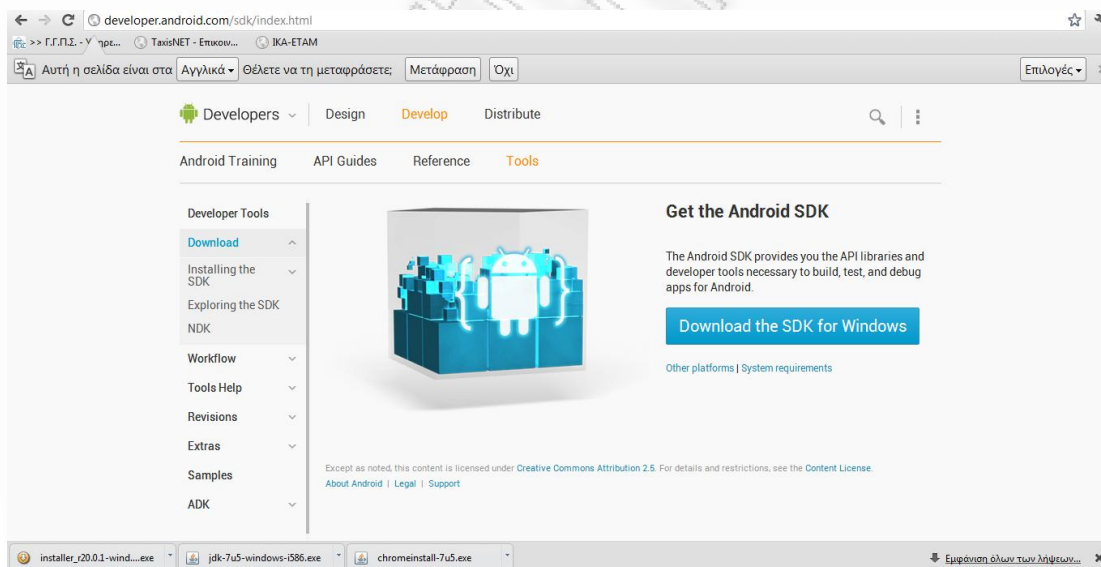 developer.android.com/sdk/index.html
>> Γ.Γ.Π.Σ. - TaxisNET - Επικοιν... IKA-ETAM
Αυτή η σελίδα είναι στα Αγγλικά Θέλετε να τη μεταφράσετε; Μετάφραση Όχι Επιλογές
Developers Design Develop Distribute
Android Training API Guides Reference Tools
Developer Tools
Download
Installing the
SDK
Exploring the SDK
NDK
Workflow
Tools Help
Revisions
Extras
Samples
ADK
Get the Android SDK
The Android SDK provides you the API libraries and
developer tools necessary to build, test, and debug
apps for Android.
Download the SDK for Windows
Other platforms | System requirements
Except as noted, this content is licensed under Creative Commons Attribution 2.5. For details and restrictions, see the Content License.
About Android | Legal | Support
installer_r20.0.1-wind....exe jdk-7u5-windows-i586.exe chromeinstall-7u5.exe Εμφάνιση όλων των λήψεων...